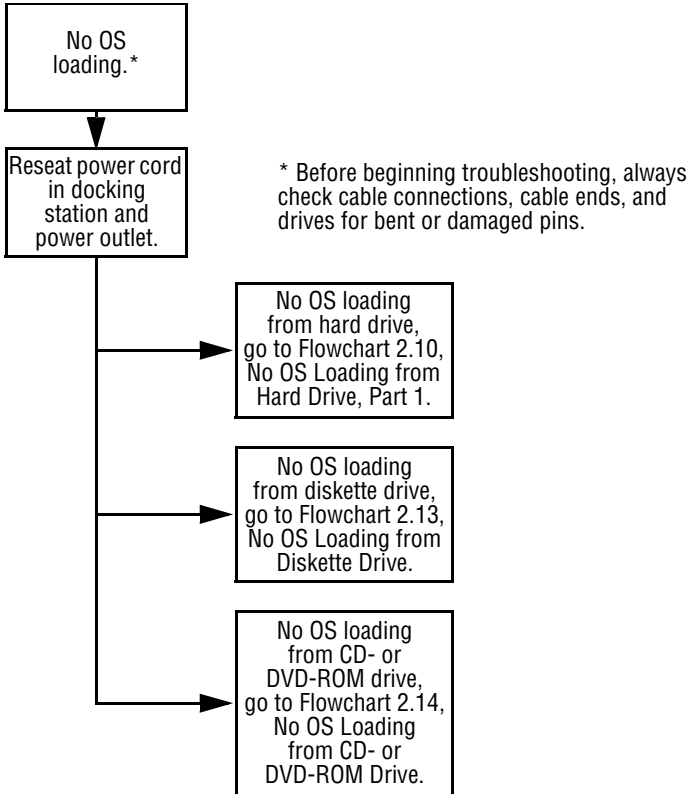 No OS
loading.*
Reseat power cord
in docking
station and
power outlet.
* Before beginning troubleshooting, always
check cable connections, cable ends, and
drives for bent or damaged pins.
No OS loading
from hard drive,
go to Flowchart 2.10,
No OS Loading from
Hard Drive, Part 1.
No OS loading
from diskette drive,
go to Flowchart 2.13,
No OS Loading from
Diskette Drive.
No OS loading
from CD- or
DVD-ROM drive,
go to Flowchart 2.14,
No OS Loading
from CD- or
DVD-ROM Drive.